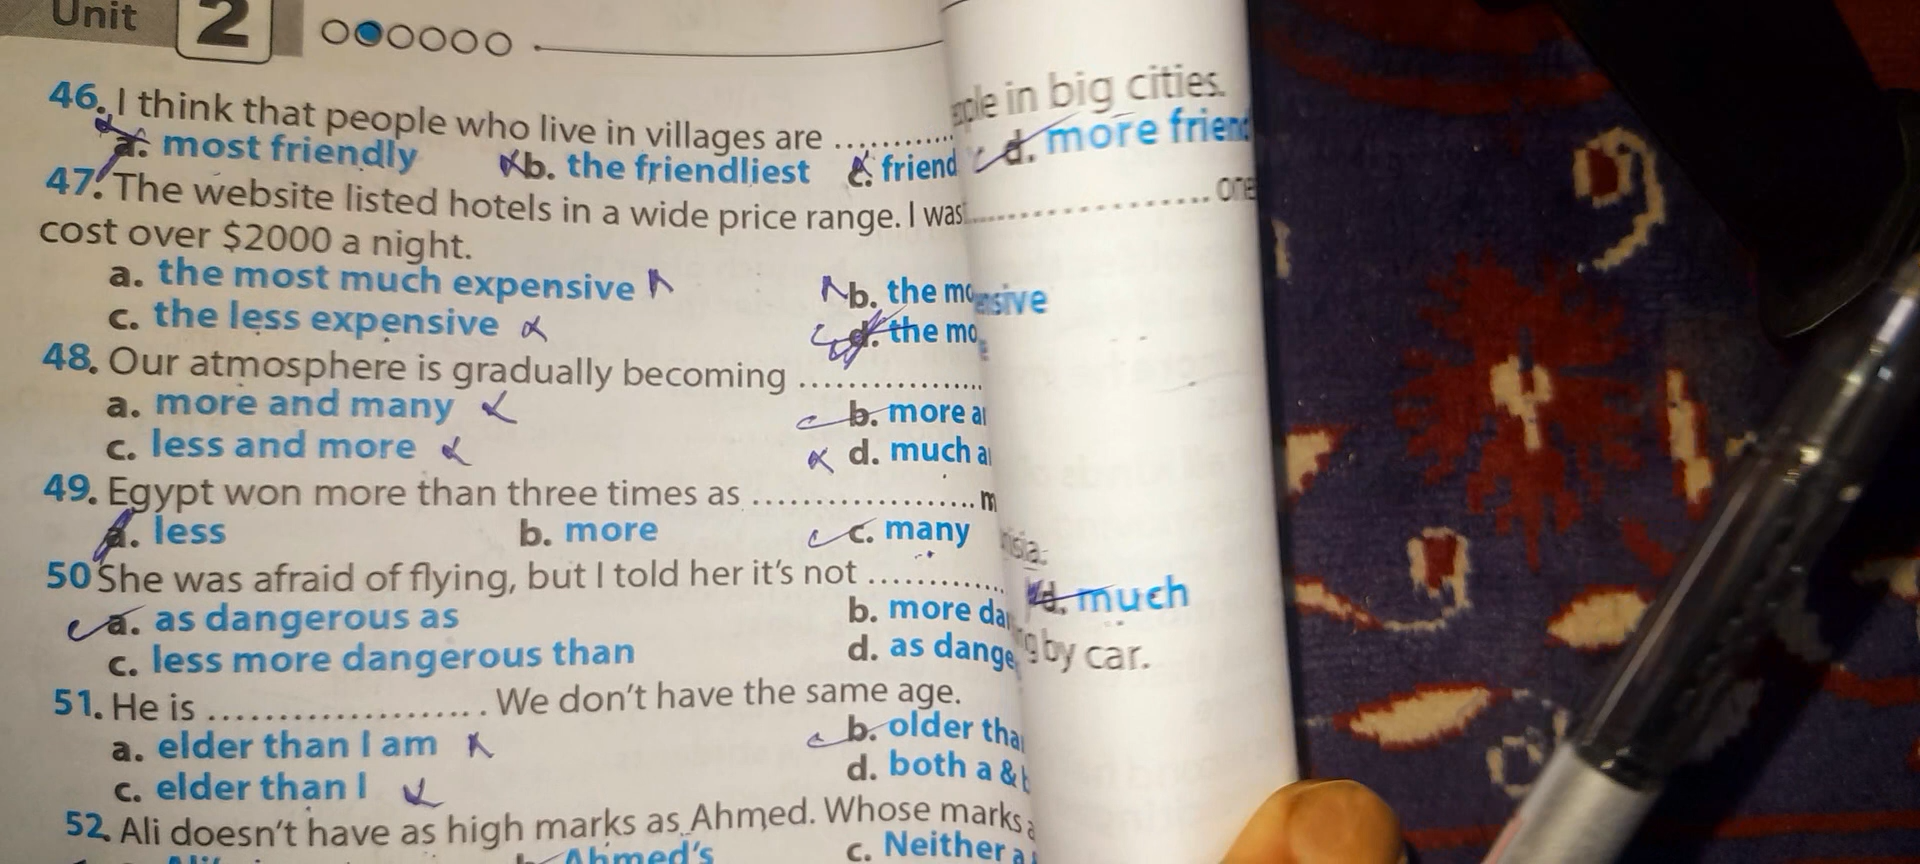 Unit 2
46. I think that people who live in villages are ............ple in big cities.
a. most friendly b. the friendliest c. friend d. more friend
47. The website listed hotels in a wide price range. I was .................... one
cost over $2000 a night.
a. the most much expensive b. the mo ensive
c. the less expensive d. the mo
48. Our atmosphere is gradually becoming .................
a. more and many b. more a
c. less and more d. much a
49. Egypt won more than three times as .................... m
a. less b. more c. many d. much
50 She was afraid of flying, but I told her it's not ............. g by car.
a. as dangerous as b. more da
c. less more dangerous than d. as dange
51. He is ...................... We don't have the same age.
a. elder than I am b. older tha
c. elder than I d. both a &
52. Ali doesn't have as high marks as Ahmed. Whose marks a
Ali's b. Ahmed's c. Neither a